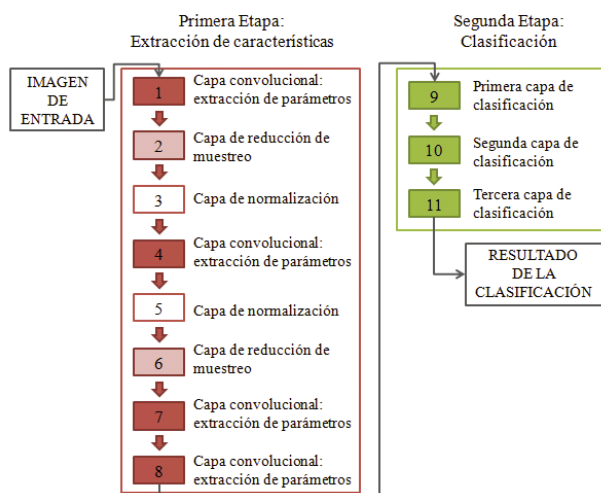 Primera Etapa:
Extracción de características
IMAGEN
DE
ENTRADA
1
Capa convolucional:
extracción de parámetros
2
Capa de reducción de
muestreo
3
Capa de normalización
4
Capa convolucional:
extracción de parámetros
5
Capa de normalización
6
Capa de reducción de
muestreo
7
Capa convolucional:
extracción de parámetros
8
Capa convolucional:
extracción de parámetros
Segunda Etapa:
Clasificación
9
Primera capa de
clasificación
10
Segunda capa de
clasificación
11
Tercera capa de
clasificación
RESULTADO
DE LA
CLASIFICACIÓN